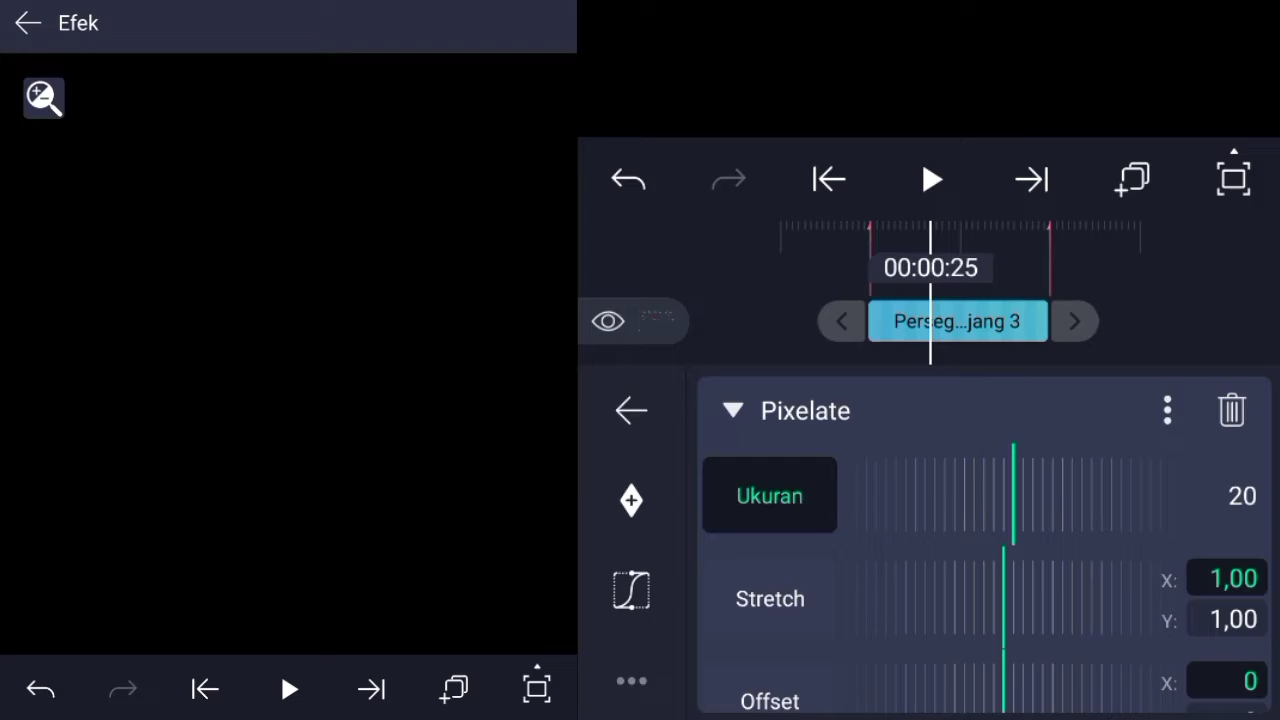 Efek
00:00:25
Perseg...jang 3
Pixelate
Ukuran
20
Stretch
X: 1,00
Y: 1,00
Offset
X: 0